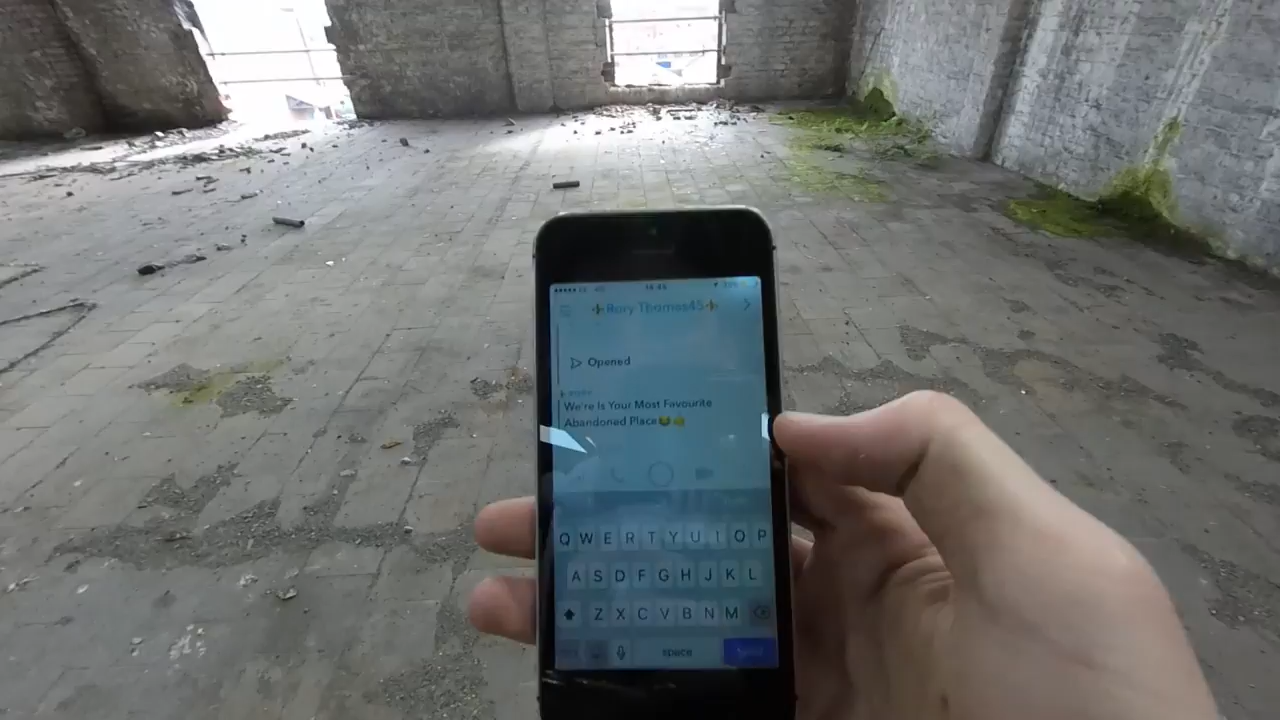 Rory Thomas45
Opened
We're Is Your Most Favourite
Abandoned Place😂
Q W E R T Y U I O P
A S D F G H J K L
Z X C V B N M
space